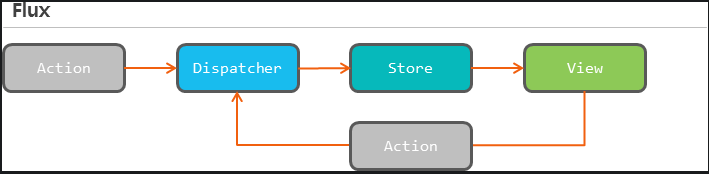 Flux
Action
Dispatcher
Store
View
Action